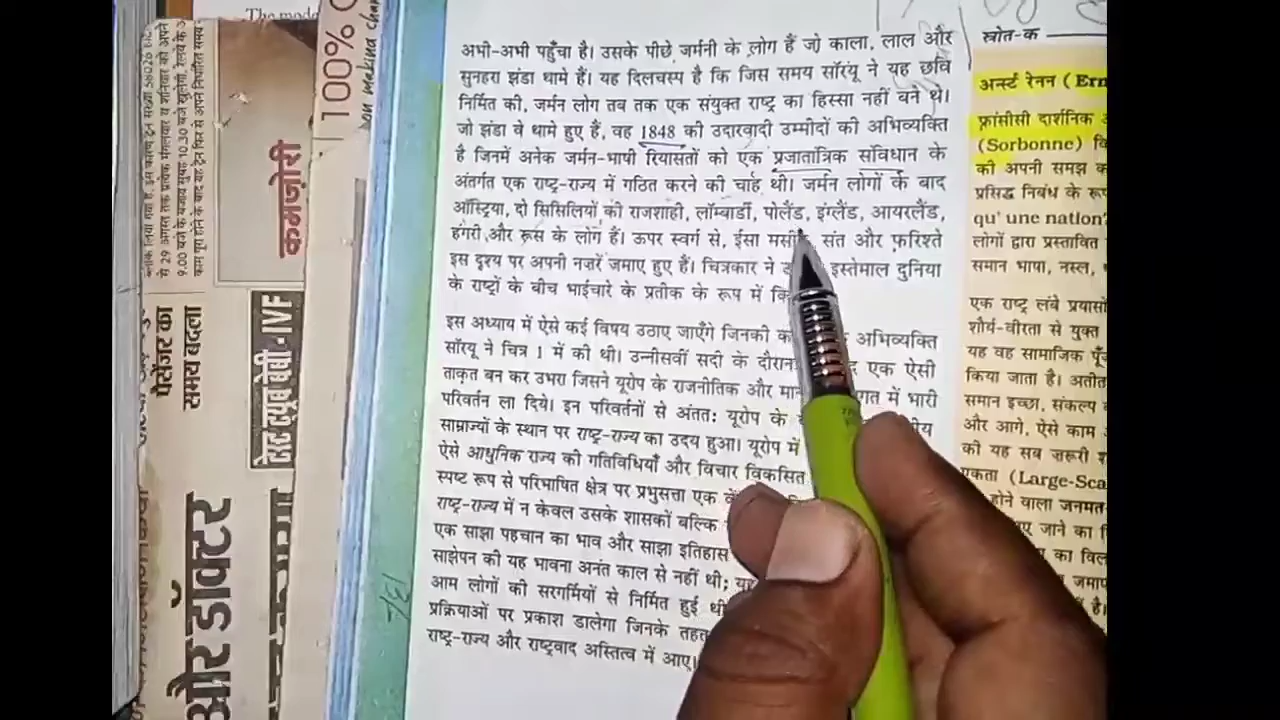 The mode
100% C
कमज़ोरी
पैसेंजर का
समय बदला
टेस्ट ट्यूब बेबी -IVF
और डॉक्टर
अभी-अभी पहुँचा है। उसके पीछे जर्मनी के लोग हैं जो काला, लाल और
सुनहरा झंडा थामे हैं। यह दिलचस्प है कि जिस समय सॉरयू ने यह छवि
निर्मित की, जर्मन लोग तब तक एक संयुक्त राष्ट्र का हिस्सा नहीं बने थे।
जो झंडा वे थामे हुए हैं, वह 1848 की उदारवादी उम्मीदों की अभिव्यक्ति
है जिनमें अनेक जर्मन-भाषी रियासतों को एक प्रजातांत्रिक संविधान के
अंतर्गत एक राष्ट्र-राज्य में गठित करने की चाह थी। जर्मन लोगों के बाद
ऑस्ट्रिया, दो सिसिलियों की राजशाही, लॉम्बार्डी, पोलैंड, इंग्लैंड, आयरलैंड,
हंगरी और रूस के लोग हैं। ऊपर स्वर्ग से, ईसा संत और फ़रिश्ते
इस दृश्य पर अपनी नज़रें जमाए हुए हैं। चित्रकार ने इस्तेमाल दुनिया
के राष्ट्रों के बीच भाईचारे के प्रतीक के रूप में
इस अध्याय में ऐसे कई विषय उठाए जाएँगे जिनकी अभिव्यक्ति
सॉरयू ने चित्र 1 में की थी। उन्नीसवीं सदी के दौरान एक ऐसी
ताकृत बन कर उभरा जिसने यूरोप के राजनीतिक और में भारी
परिवर्तन ला दिये। इन परिवर्तनों से अंतत: यूरोप के
साम्राज्यों के स्थान पर राष्ट्र-राज्य का उदय हुआ। यूरोप में
ऐसे आधुनिक राज्य की गतिविधियाँ और विचार विकसित
स्पष्ट रूप से परिभाषित क्षेत्र पर प्रभुसत्ता एक
राष्ट्र-राज्य में न केवल उसके शासकों बल्कि
एक साझा पहचान का भाव और साझा इतिहास
साझेपन की यह भावना अनंत काल से नहीं थी;
आम लोगों की सरगर्मियों से निर्मित हुई
प्रक्रियाओं पर प्रकाश डालेगा जिनके तहत
राष्ट्र-राज्य और राष्ट्रवाद अस्तित्व में आए।
स्रोत-क
अर्न्स्ट रेनन (Ern
फ्रांसीसी दार्शनिक
(Sorbonne)
की अपनी समझ
प्रसिद्ध निबंध के
qu' une nation?
लोगों द्वारा प्रस्तावित
समान भाषा, नस्ल,
एक राष्ट्र लंबे
शौर्य-वीरता से युक्त
यह वह सामाजिक
किया जाता है।
समान इच्छा, संकल्प
और आगे, ऐसे काम
को यह सब ज़रूरी
एकता (Large-Sca
होने वाला
जाने का
का